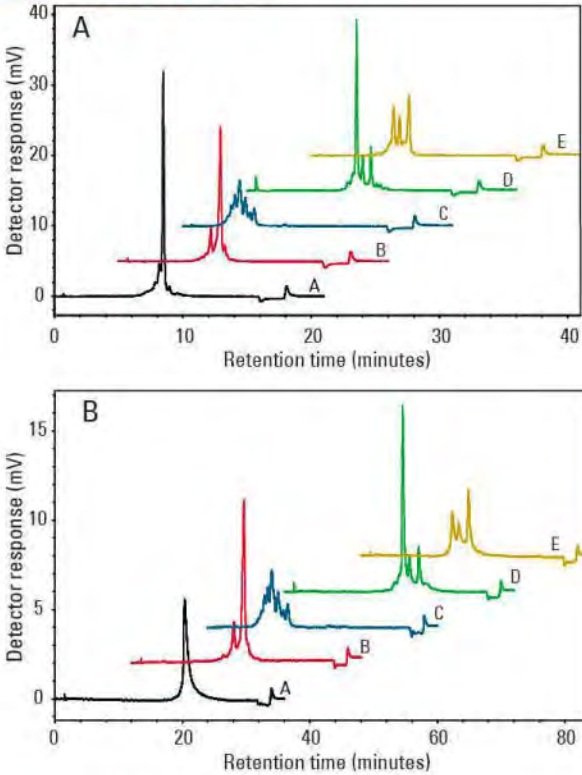 A
Detector response (mV)
40
30
20
10
0
E
D
C
B
A
0 10 20 30 40
Retention time (minutes)
B
Detector response (mV)
15
10
5
0
E
D
C
B
A
0 20 40 60 80
Retention time (minutes)